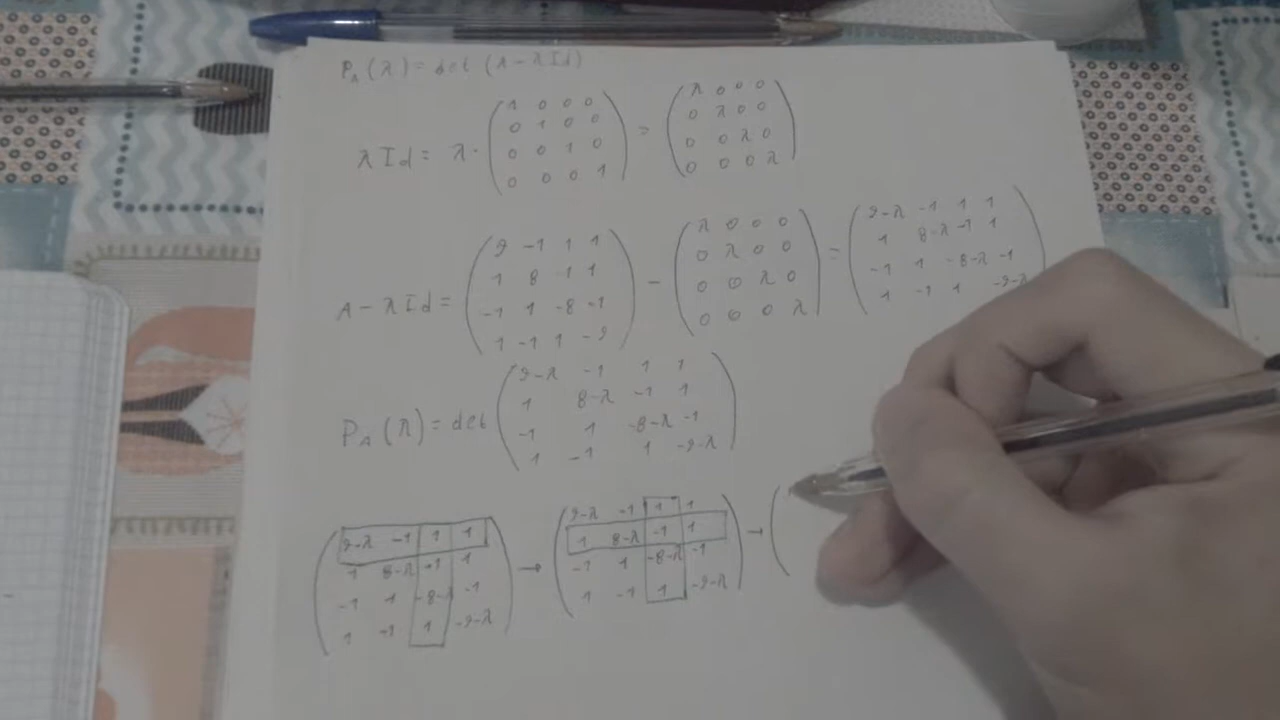 P_A(λ) = det (A - λ Id)
λ Id = λ · (1 0 0 0; 0 1 0 0; 0 0 1 0; 0 0 0 1) = (λ 0 0 0; 0 λ 0 0; 0 0 λ 0; 0 0 0 λ)
A - λ Id = (9 -1 1 1; 1 8 -1 1; -1 1 -8 -1; 1 -1 1 -9) - (λ 0 0 0; 0 λ 0 0; 0 0 λ 0; 0 0 0 λ) = (9-λ -1 1 1; 1 8-λ -1 1; -1 1 -8-λ -1; 1 -1 1 -9-λ)
P_A(λ) = det (9-λ -1 1 1; 1 8-λ -1 1; -1 1 -8-λ -1; 1 -1 1 -9-λ)
(9-λ -1 1 1; 1 8-λ -1 1; -1 1 -8-λ -1; 1 -1 1 -9-λ) → (9-λ -1 1 1; 1 8-λ -1 1; -1 1 -8-λ -1; 1 -1 1 -9-λ) → (